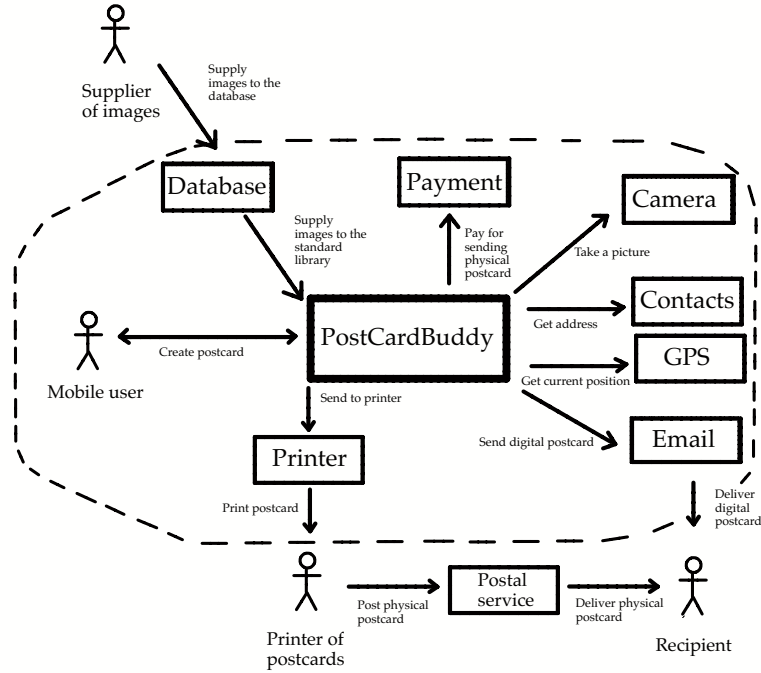 Supplier
of images
Supply
images to the
database
Database
Payment
Camera
Supply
images to the
standard
library
Pay for
sending
physical
postcard
Take a picture
Contacts
PostCardBuddy
Get address
GPS
Create postcard
Mobile user
Get current position
Send to printer
Email
Send digital postcard
Printer
Print postcard
Deliver
digital
postcard
Printer of
postcards
Post physical
postcard
Postal
service
Deliver physical
postcard
Recipient